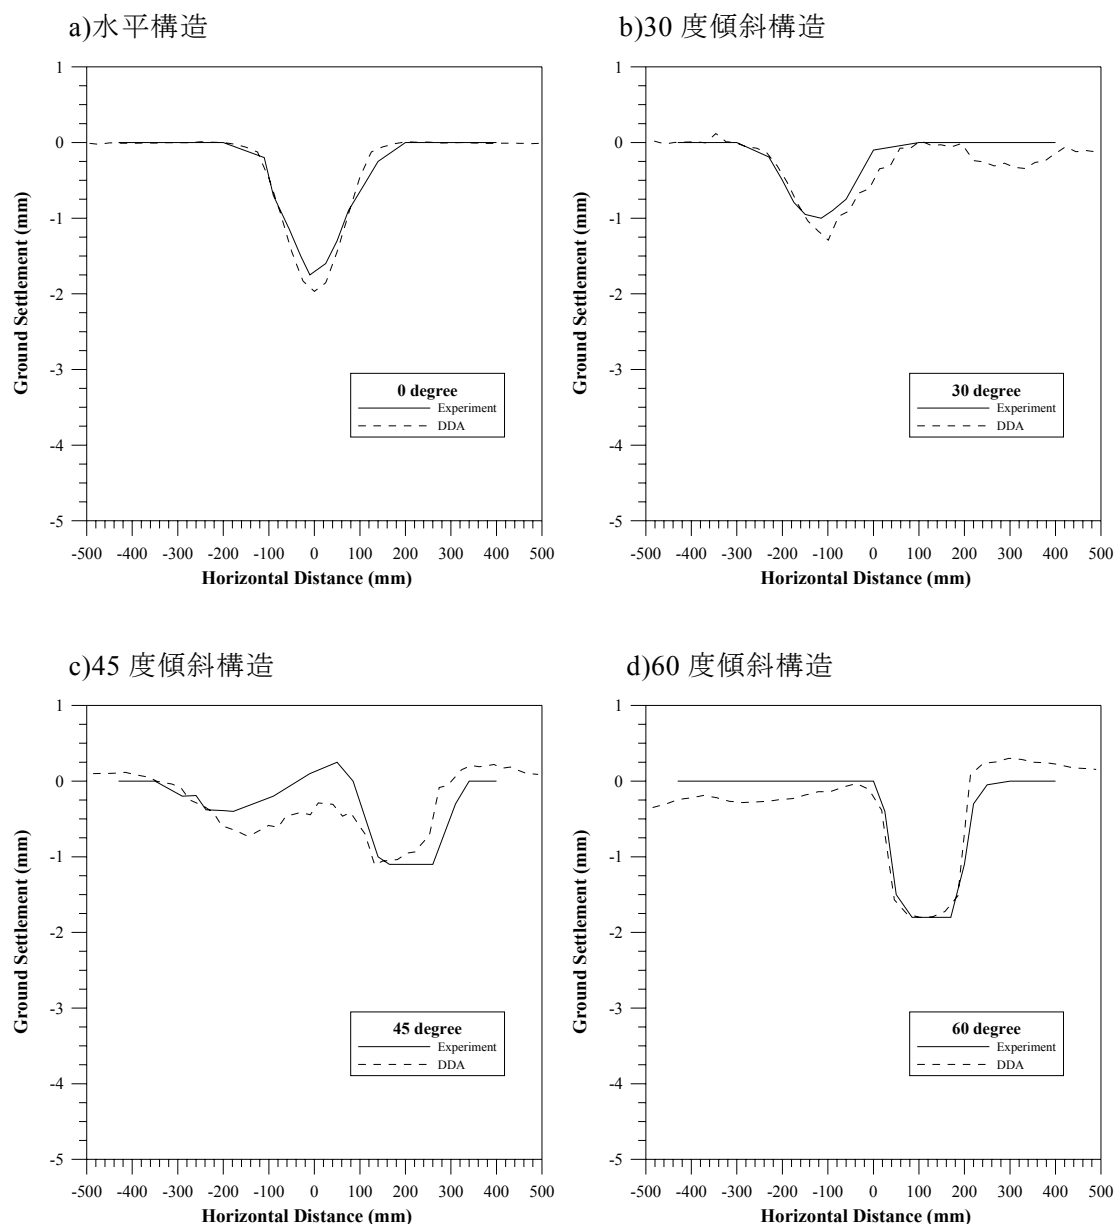 a)水平構造
1
0
-1
-2
-3
-4
-5
Ground Settlement (mm)
0 degree
Experiment
DDA
-500 -400 -300 -200 -100 0 100 200 300 400 500
Horizontal Distance (mm)
b)30 度傾斜構造
1
0
-1
-2
-3
-4
-5
Ground Settlement (mm)
30 degree
Experiment
DDA
-500 -400 -300 -200 -100 0 100 200 300 400 500
Horizontal Distance (mm)
c)45 度傾斜構造
1
0
-1
-2
-3
-4
-5
Ground Settlement (mm)
45 degree
Experiment
DDA
-500 -400 -300 -200 -100 0 100 200 300 400 500
Horizontal Distance (mm)
d)60 度傾斜構造
1
0
-1
-2
-3
-4
-5
Ground Settlement (mm)
60 degree
Experiment
DDA
-500 -400 -300 -200 -100 0 100 200 300 400 500
Horizontal Distance (mm)